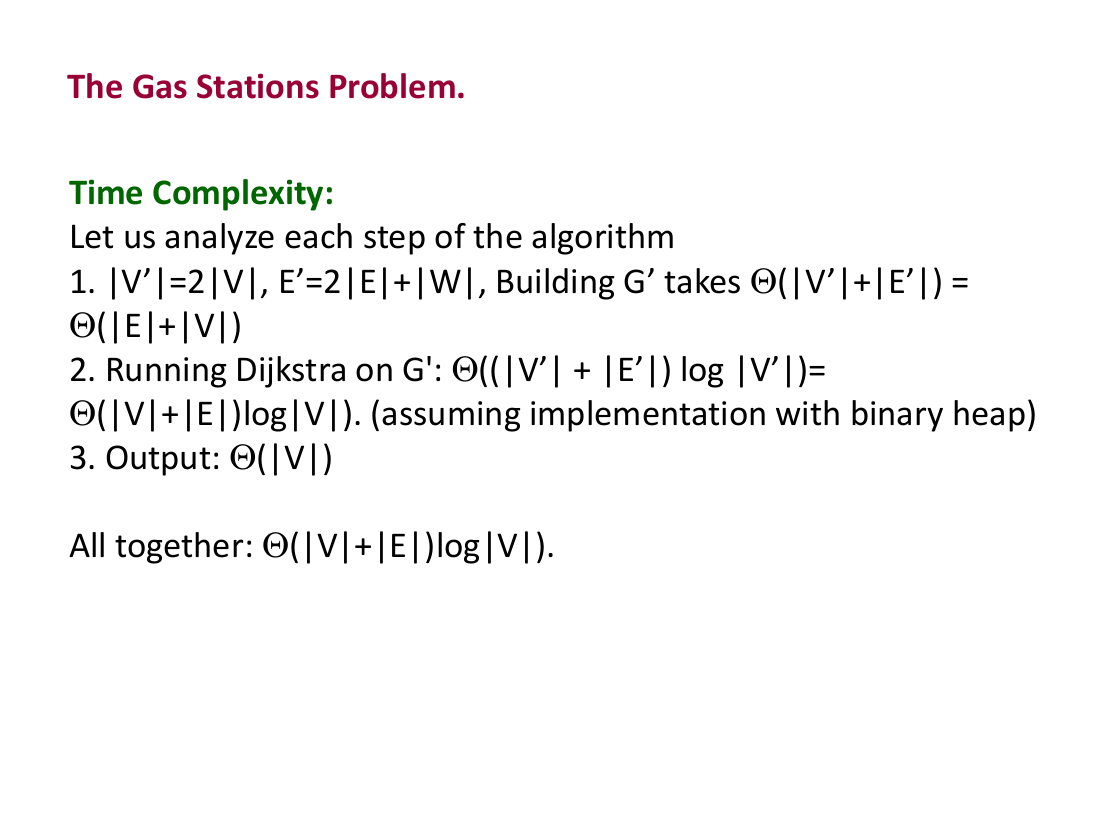 The Gas Stations Problem.
Time Complexity:
Let us analyze each step of the algorithm
1. |V’|=2|V|, E’=2|E|+|W|, Building G’ takes Θ(|V’|+|E’|) =
Θ(|E|+|V|)
2. Running Dijkstra on G': Θ((|V’| + |E’|) log |V’|)=
Θ(|V|+|E|)log|V|). (assuming implementation with binary heap)
3. Output: Θ(|V|)
All together: Θ(|V|+|E|)log|V|).